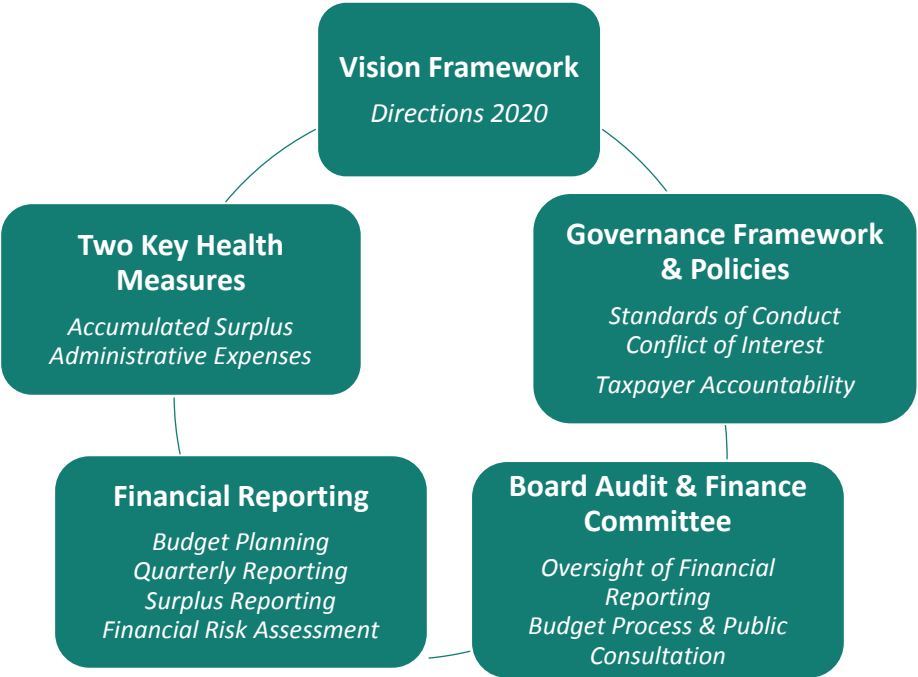 Vision Framework
Directions 2020
Governance Framework
& Policies
Standards of Conduct
Conflict of Interest
Taxpayer Accountability
Board Audit & Finance
Committee
Oversight of Financial
Reporting
Budget Process & Public
Consultation
Financial Reporting
Budget Planning
Quarterly Reporting
Surplus Reporting
Financial Risk Assessment
Two Key Health
Measures
Accumulated Surplus
Administrative Expenses